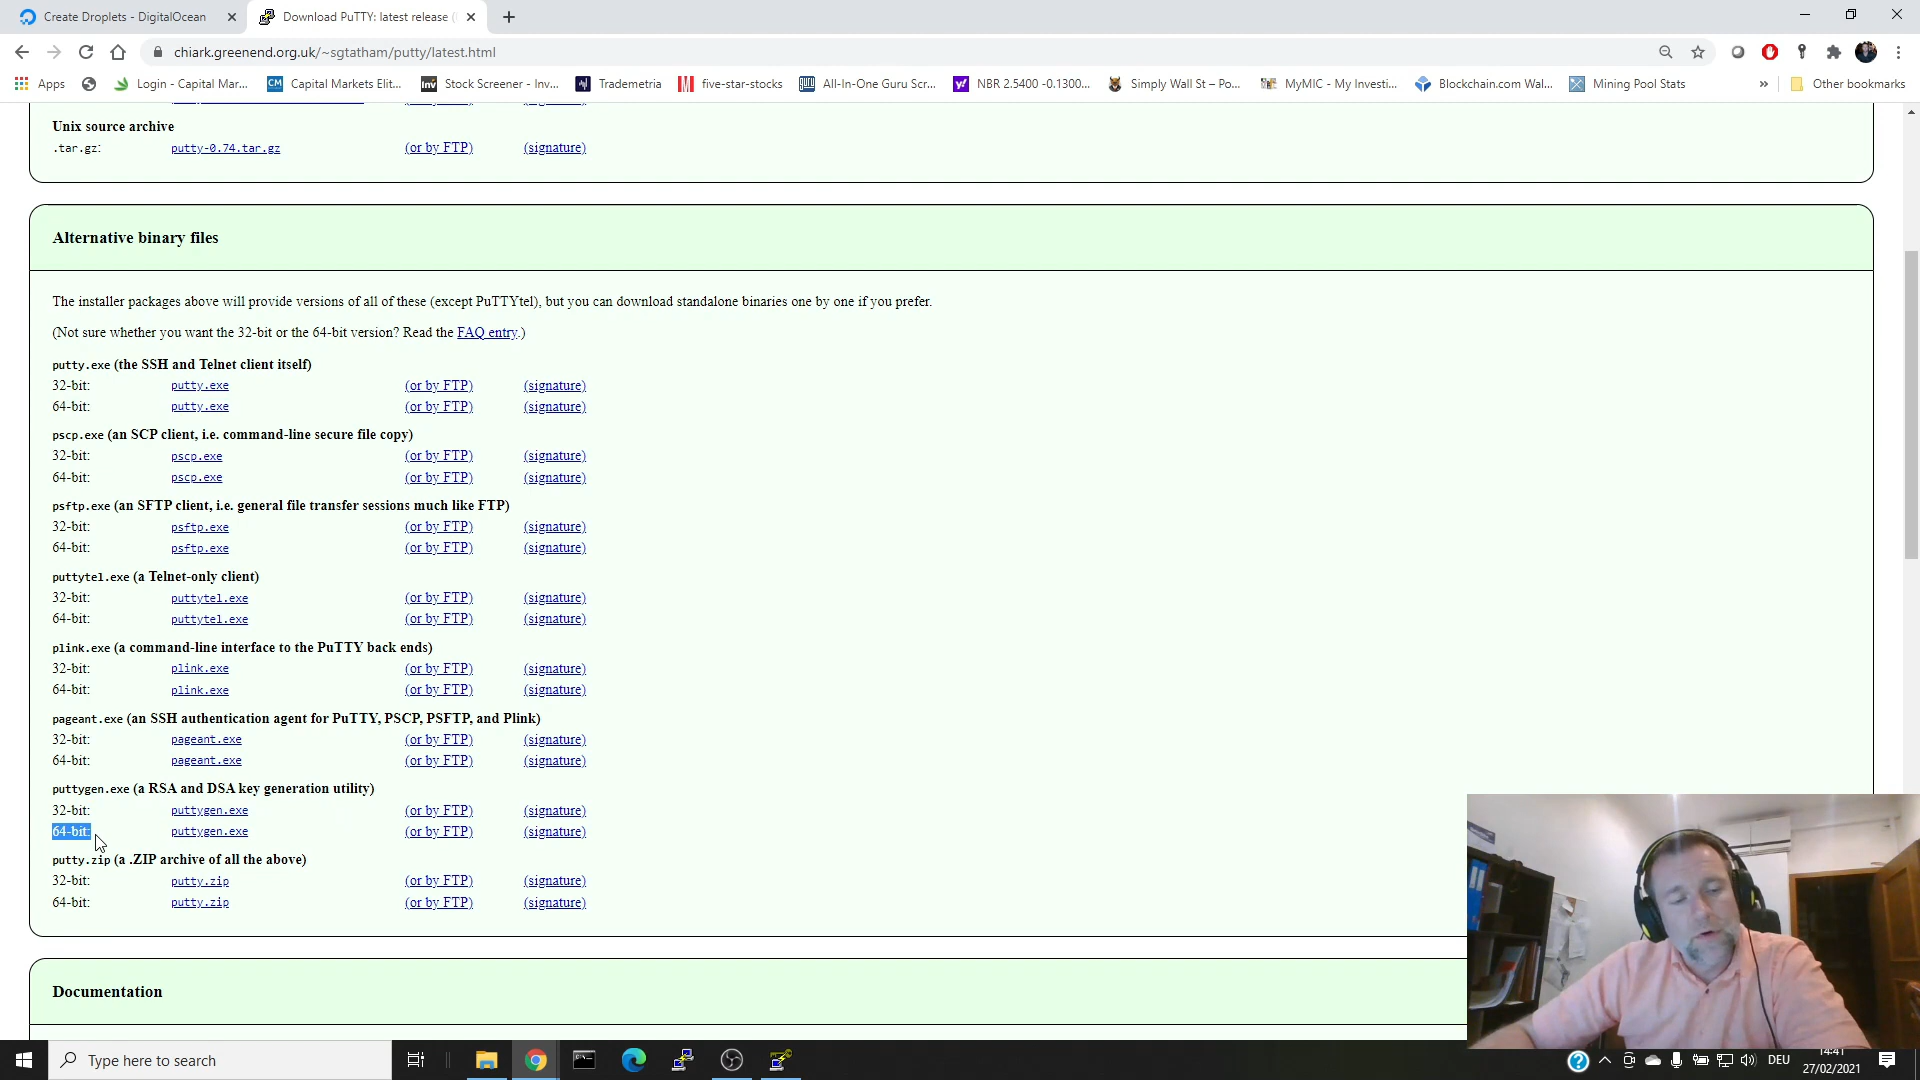 Create Droplets - DigitalOcean
Download PuTTY: latest release (
chiark.greenend.org.uk/~sgtatham/putty/latest.html
Apps
Login - Capital Mar...
CM Capital Markets Elit...
Inv Stock Screener - Inv...
Trademetria
five-star-stocks
GURU All-In-One Guru Scr...
NBR 2.5400 -0.1300...
Simply Wall St – Po...
MyMIC - My Investi...
Blockchain.com Wal...
Mining Pool Stats
»
Other bookmarks
Unix source archive
.tar.gz: putty-0.74.tar.gz (or by FTP) (signature)
Alternative binary files
The installer packages above will provide versions of all of these (except PuTTYtel), but you can download standalone binaries one by one if you prefer.
(Not sure whether you want the 32-bit or the 64-bit version? Read the FAQ entry.)
putty.exe (the SSH and Telnet client itself)
32-bit: putty.exe (or by FTP) (signature)
64-bit: putty.exe (or by FTP) (signature)
pscp.exe (an SCP client, i.e. command-line secure file copy)
32-bit: pscp.exe (or by FTP) (signature)
64-bit: pscp.exe (or by FTP) (signature)
psftp.exe (an SFTP client, i.e. general file transfer sessions much like FTP)
32-bit: psftp.exe (or by FTP) (signature)
64-bit: psftp.exe (or by FTP) (signature)
puttytel.exe (a Telnet-only client)
32-bit: puttytel.exe (or by FTP) (signature)
64-bit: puttytel.exe (or by FTP) (signature)
plink.exe (a command-line interface to the PuTTY back ends)
32-bit: plink.exe (or by FTP) (signature)
64-bit: plink.exe (or by FTP) (signature)
pageant.exe (an SSH authentication agent for PuTTY, PSCP, PSFTP, and Plink)
32-bit: pageant.exe (or by FTP) (signature)
64-bit: pageant.exe (or by FTP) (signature)
puttygen.exe (a RSA and DSA key generation utility)
32-bit: puttygen.exe (or by FTP) (signature)
64-bit: puttygen.exe (or by FTP) (signature)
putty.zip (a .ZIP archive of all the above)
32-bit: putty.zip (or by FTP) (signature)
64-bit: putty.zip (or by FTP) (signature)
Documentation
Type here to search
DEU
14:41
27/02/2021